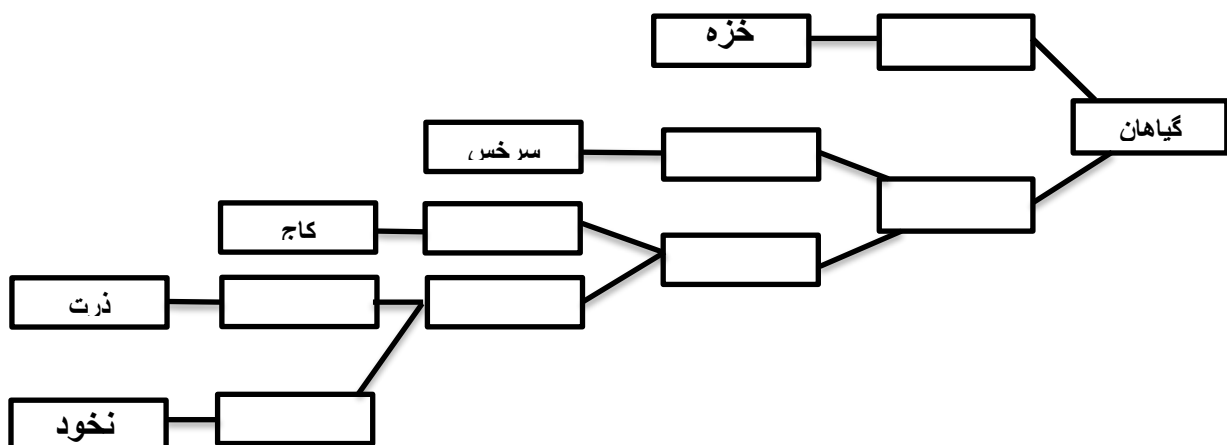 خزه
گیاهان
سرخس
کاج
ذرت
نخود